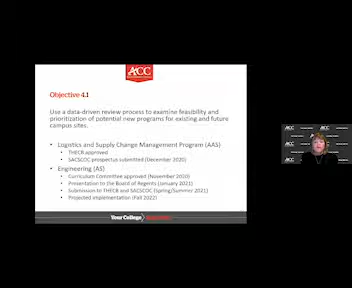 ACC
Objective 4.1
Use a data-driven review process to examine feasibility and
prioritization of potential new programs for existing and future
campus sites.
• Logistics and Supply Change Management Program (AAS)
• THECB approved
• SACSCOC prospectus submitted (December 2020)
• Engineering (AS)
• Curriculum Committee approved (November 2020)
• Presentation to the Board of Regents (January 2021)
• Submission to THECB and SACSCOC (Spring/Summer 2021)
• Projected implementation (Fall 2022)
Your College
ACC
ACC